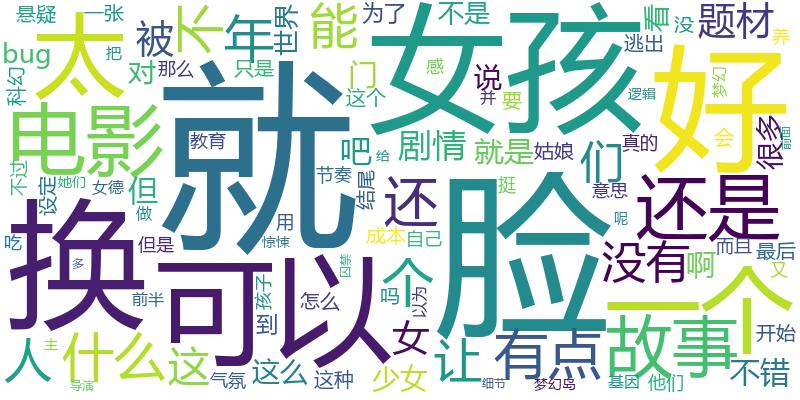 悬疑
一张
bug
科幻
太
把
被
那么
不
年
对
只是
世界
能
门
这个
为了
不是
感
说
并
要
看
没
逃出
逻辑
题材
养
梦幻
会
很多
电影
就
女孩
好
教育
吧
给
剧情
就是
姑娘
们
真的
不过
设定
她们
女德
但
做
节奏
结尾
还
意思
还是
吃
换
但是
用
惊悚
成本
自己
脸
呢
没有
啊
而且
最后
又
多
可以
囚禁
个
前半
到
孩子
怎么
吗
以为
女
一个
人
主
什么
这
气氛
这么
这种
少女
让
有点
故事
不错
开始
导演
细节
梦幻岛
基因
他们